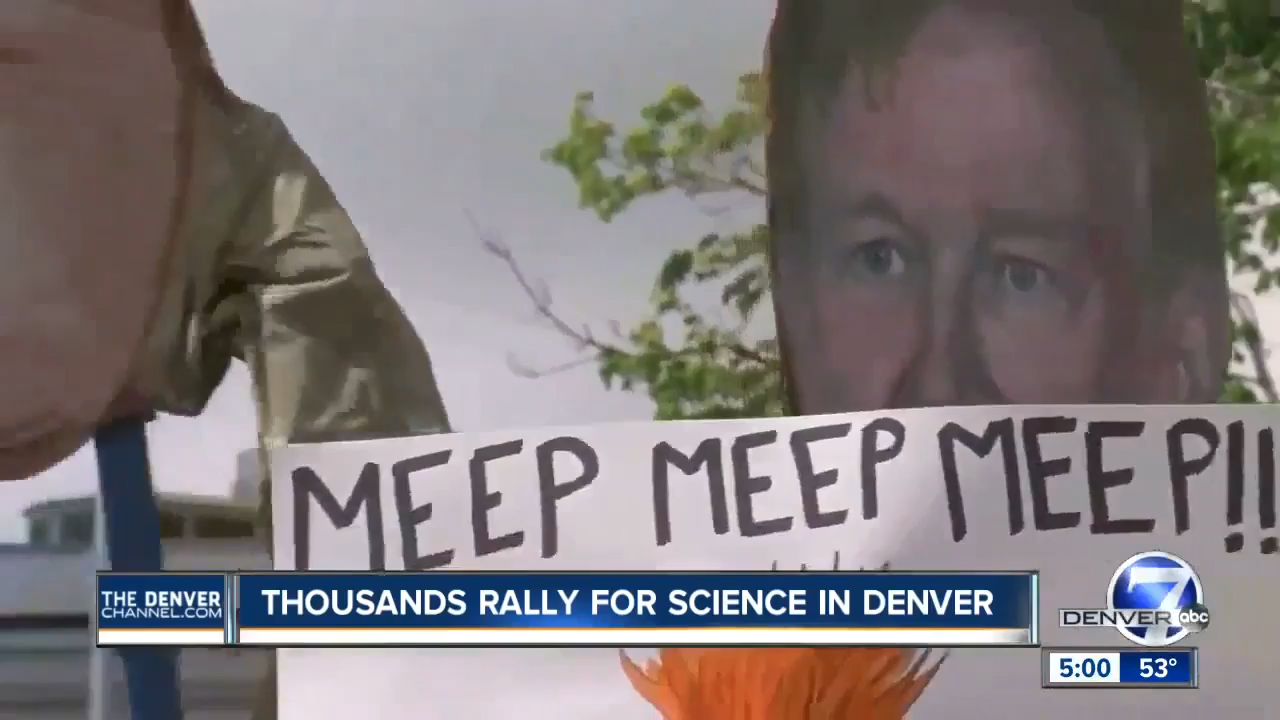 MEEP MEEP MEEP!!
THE DENVER
CHANNEL.COM
THOUSANDS RALLY FOR SCIENCE IN DENVER
DENVER 7 abc
5:00 53°